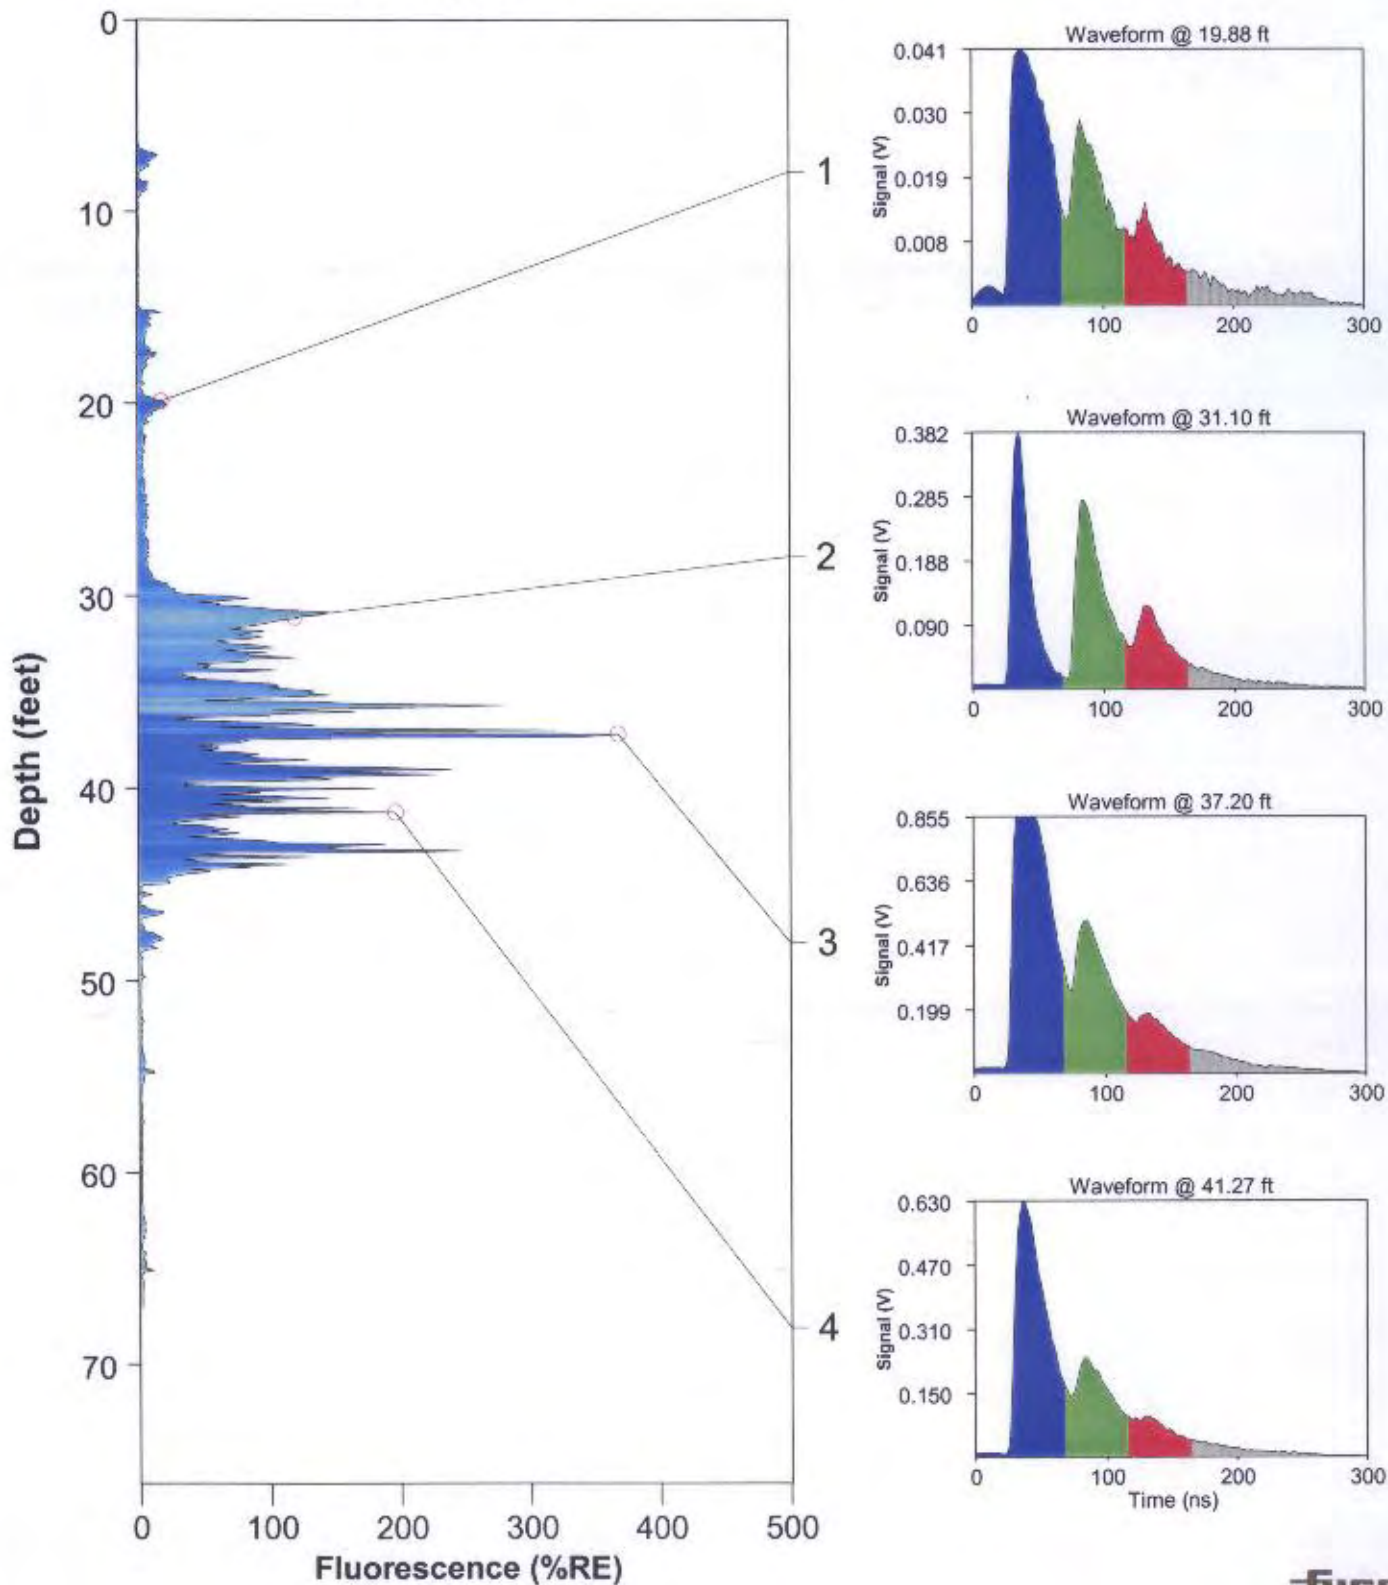 0
10
20
30
40
50
60
70
Depth (feet)
0 100 200 300 400 500
Fluorescence (%RE)
1
2
3
4
Waveform @ 19.88 ft
0.041
0.030
0.019
0.008
Signal (V)
0 100 200 300
Waveform @ 31.10 ft
0.382
0.285
0.188
0.090
Signal (V)
0 100 200 300
Waveform @ 37.20 ft
0.855
0.636
0.417
0.199
Signal (V)
0 100 200 300
Waveform @ 41.27 ft
0.630
0.470
0.310
0.150
Signal (V)
0 100 200 300
Time (ns)